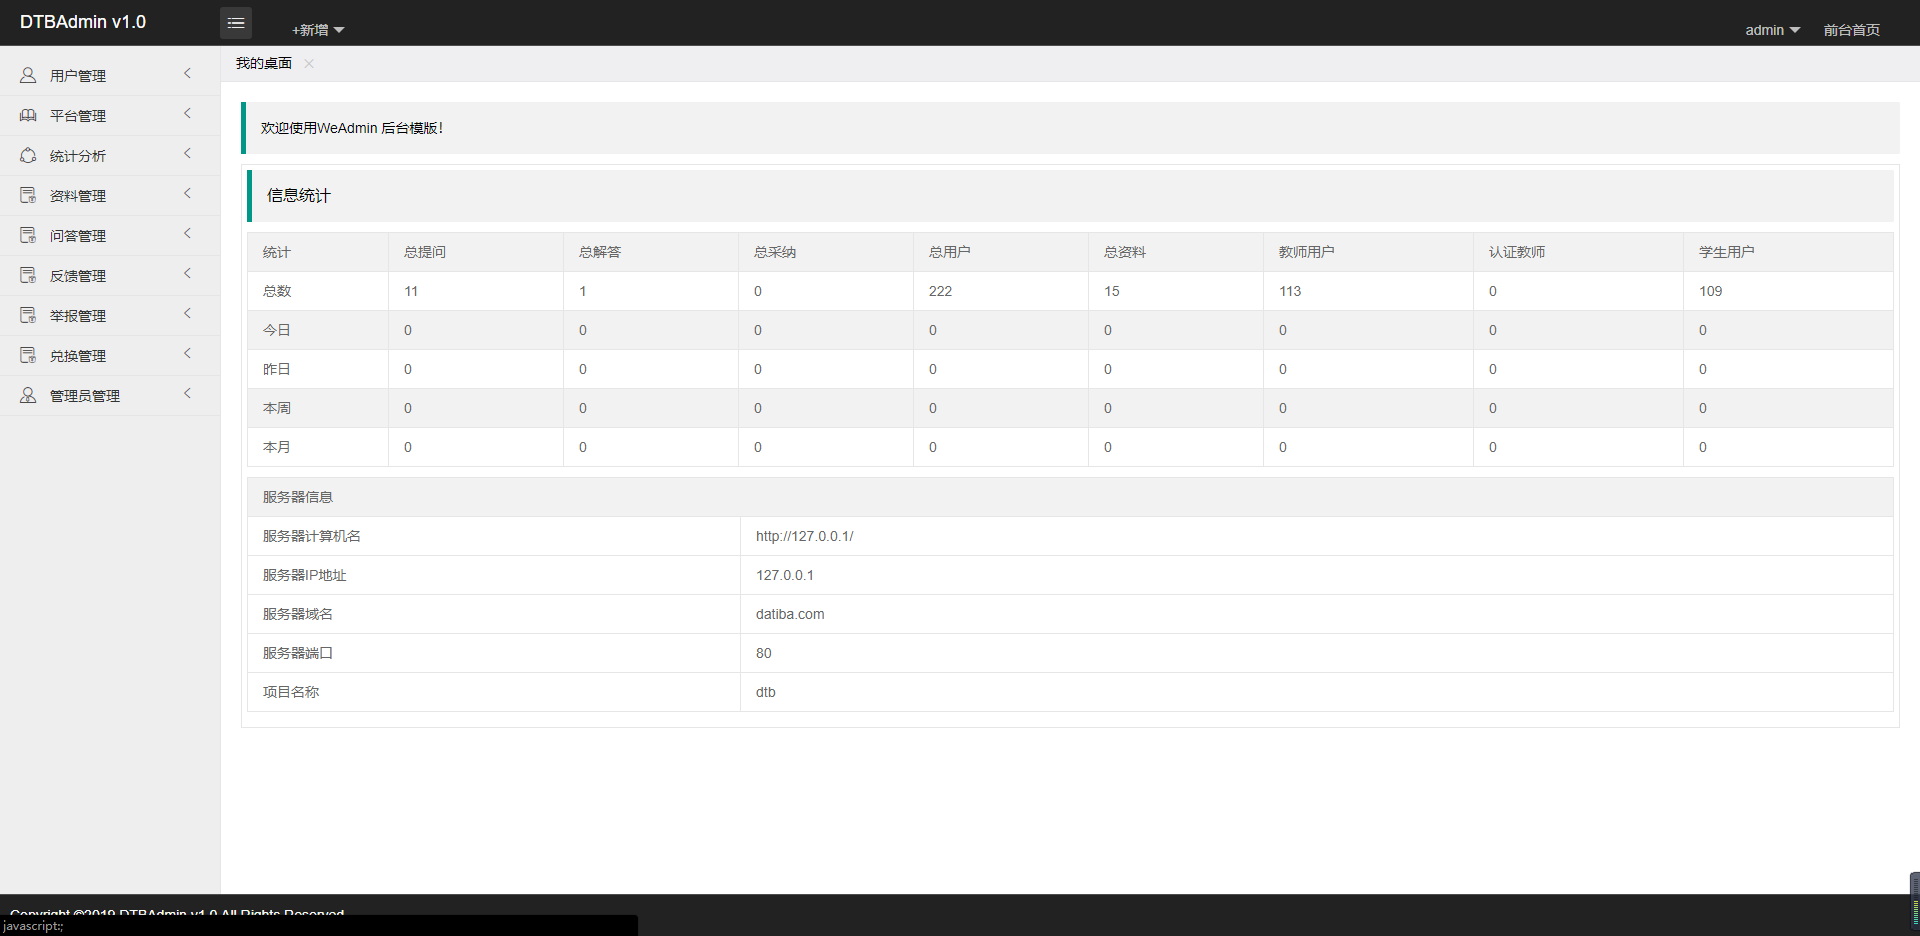 DTBAdmin v1.0
+新增
admin
前台首页
用户管理
平台管理
统计分析
资料管理
问答管理
反馈管理
举报管理
兑换管理
管理员管理
我的桌面
欢迎使用WeAdmin 后台模版！
信息统计
统计 总提问 总解答 总采纳 总用户 总资料 教师用户 认证教师 学生用户
总数 11 1 0 222 15 113 0 109
今日 0 0 0 0 0 0 0 0
昨日 0 0 0 0 0 0 0 0
本周 0 0 0 0 0 0 0 0
本月 0 0 0 0 0 0 0 0
服务器信息
服务器计算机名 http://127.0.0.1/
服务器IP地址 127.0.0.1
服务器域名 datiba.com
服务器端口 80
项目名称 dtb
Copyright ©2019 DTBAdmin v1.0 All Rights Reserved
javascript:;